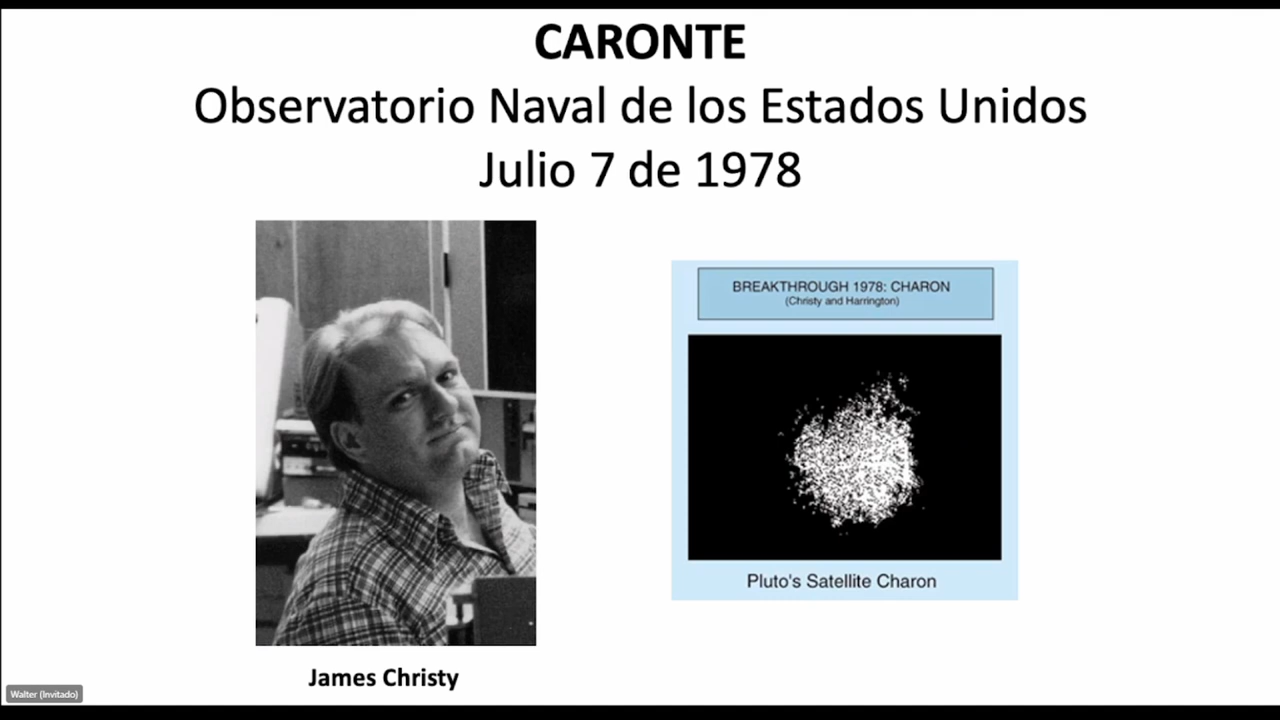 CARONTE
Observatorio Naval de los Estados Unidos
Julio 7 de 1978
BREAKTHROUGH 1978: CHARON
(Christy and Harrington)
Pluto's Satellite Charon
James Christy
Walter (Invitado)